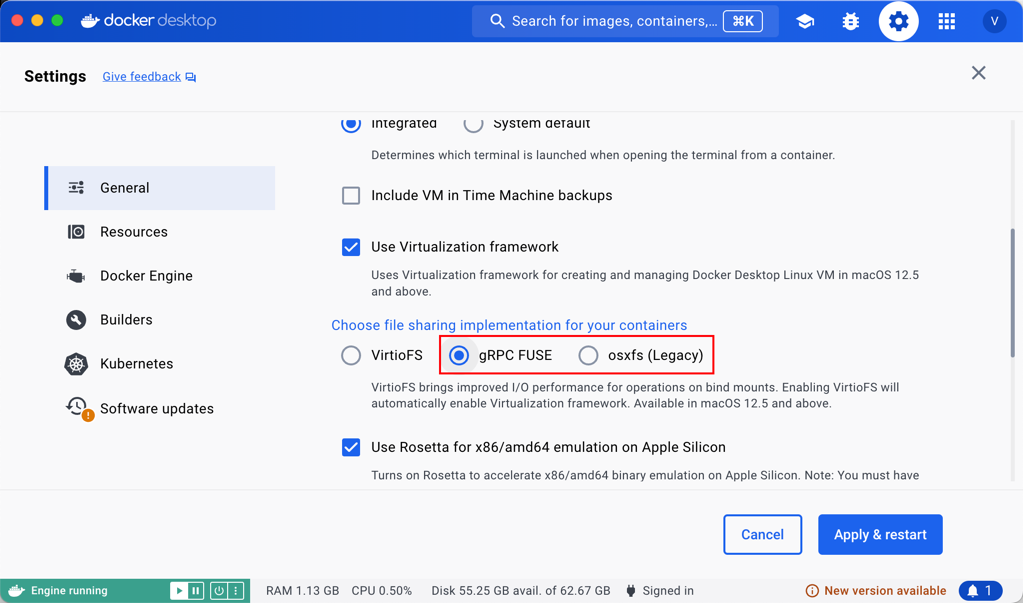 docker desktop
Search for images, containers,... ⌘K
V
Settings Give feedback
Integrated System default
Determines which terminal is launched when opening the terminal from a container.
General
Include VM in Time Machine backups
Resources
Use Virtualization framework
Uses Virtualization framework for creating and managing Docker Desktop Linux VM in macOS 12.5
and above.
Docker Engine
Builders
Choose file sharing implementation for your containers
VirtioFS gRPC FUSE osxfs (Legacy)
Kubernetes
VirtioFS brings improved I/O performance for operations on bind mounts. Enabling VirtioFS will
automatically enable Virtualization framework. Available in macOS 12.5 and above.
Software updates
Use Rosetta for x86/amd64 emulation on Apple Silicon
Turns on Rosetta to accelerate x86/amd64 binary emulation on Apple Silicon. Note: You must have
Cancel Apply & restart
Engine running RAM 1.13 GB CPU 0.50% Disk 55.25 GB avail. of 62.67 GB Signed in New version available 1